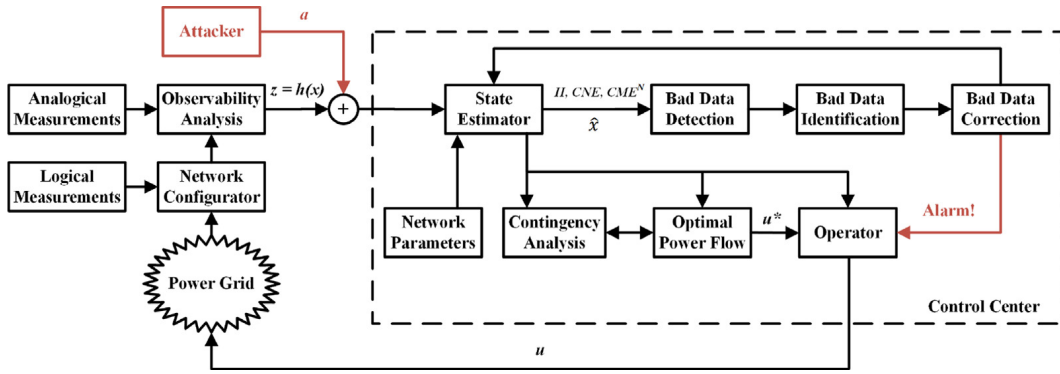 a
Attacker
z = h(x)
Analogical
Measurements
Observability
Analysis
+
State
Estimator
II, CNE, CMEᴺ
x̂
Bad Data
Detection
Bad Data
Identification
Bad Data
Correction
Logical
Measurements
Network
Configurator
Network
Parameters
Contingency
Analysis
Optimal
Power Flow
u*
Operator
Alarm!
Power Grid
Control Center
u